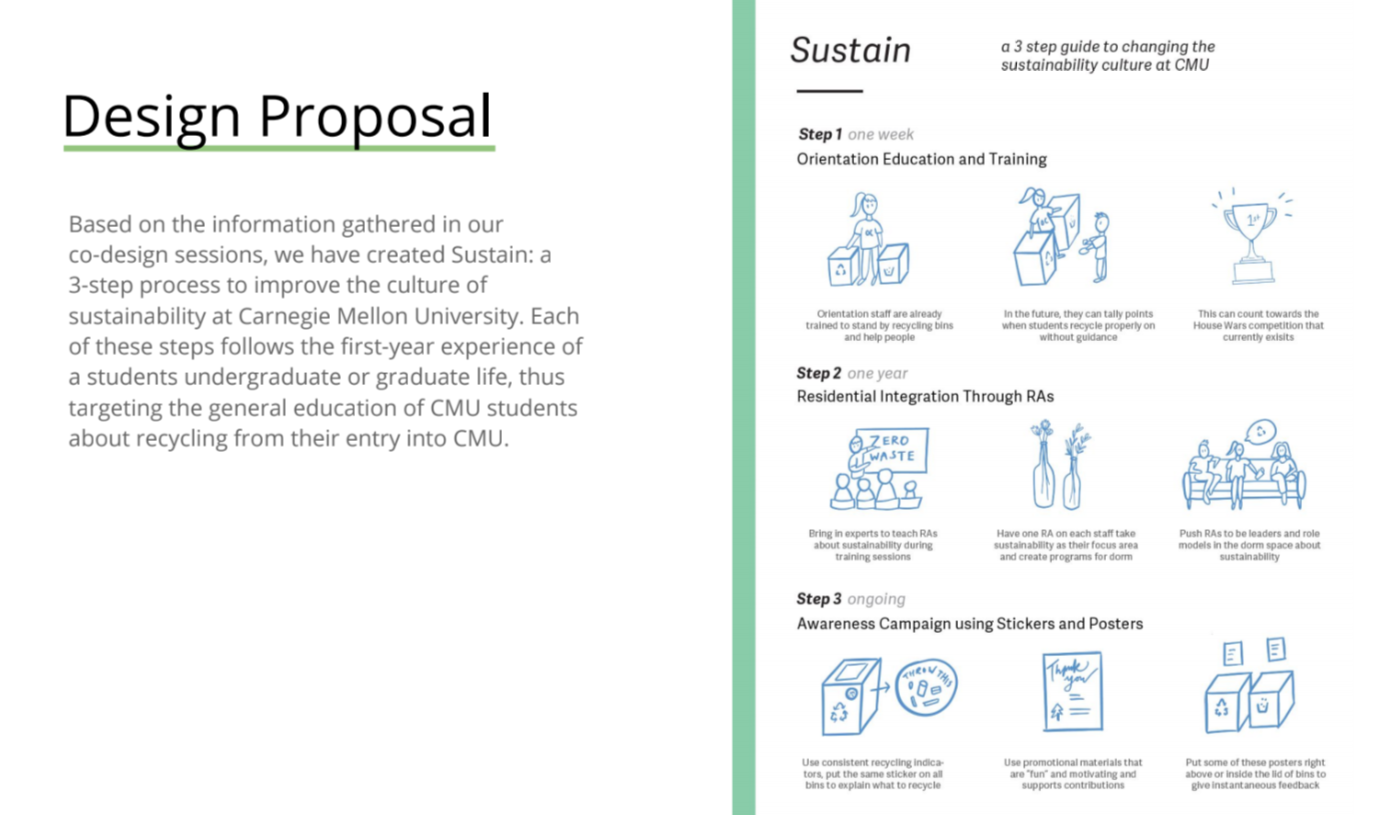 Design Proposal
Based on the information gathered in our
co-design sessions, we have created Sustain: a
3-step process to improve the culture of
sustainability at Carnegie Mellon University. Each
of these steps follows the first-year experience of
a students undergraduate or graduate life, thus
targeting the general education of CMU students
about recycling from their entry into CMU.
Sustain
a 3 step guide to changing the
sustainability culture at CMU
Step 1 one week
Orientation Education and Training
1st
Orientation staff are already
trained to stand by recycling bins
and help people
In the future, they can tally points
when students recycle properly on
without guidance
This can count towards the
House Wars competition that
currently exisits
Step 2 one year
Residential Integration Through RAs
ZERO
WASTE
Bring in experts to teach RAs
about sustainability during
training sessions
Have one RA on each staff take
sustainability as their focus area
and create programs for dorm
Push RAs to be leaders and role
models in the dorm space about
sustainability
Step 3 ongoing
Awareness Campaign using Stickers and Posters
THROW THIS
Thank
you
Use consistent recycling indica-
tors, put the same sticker on all
bins to explain what to recycle
Use promotional materials that
are "fun" and motivating and
supports contributions
Put some of these posters right
above or inside the lid of bins to
give instantaneous feedback